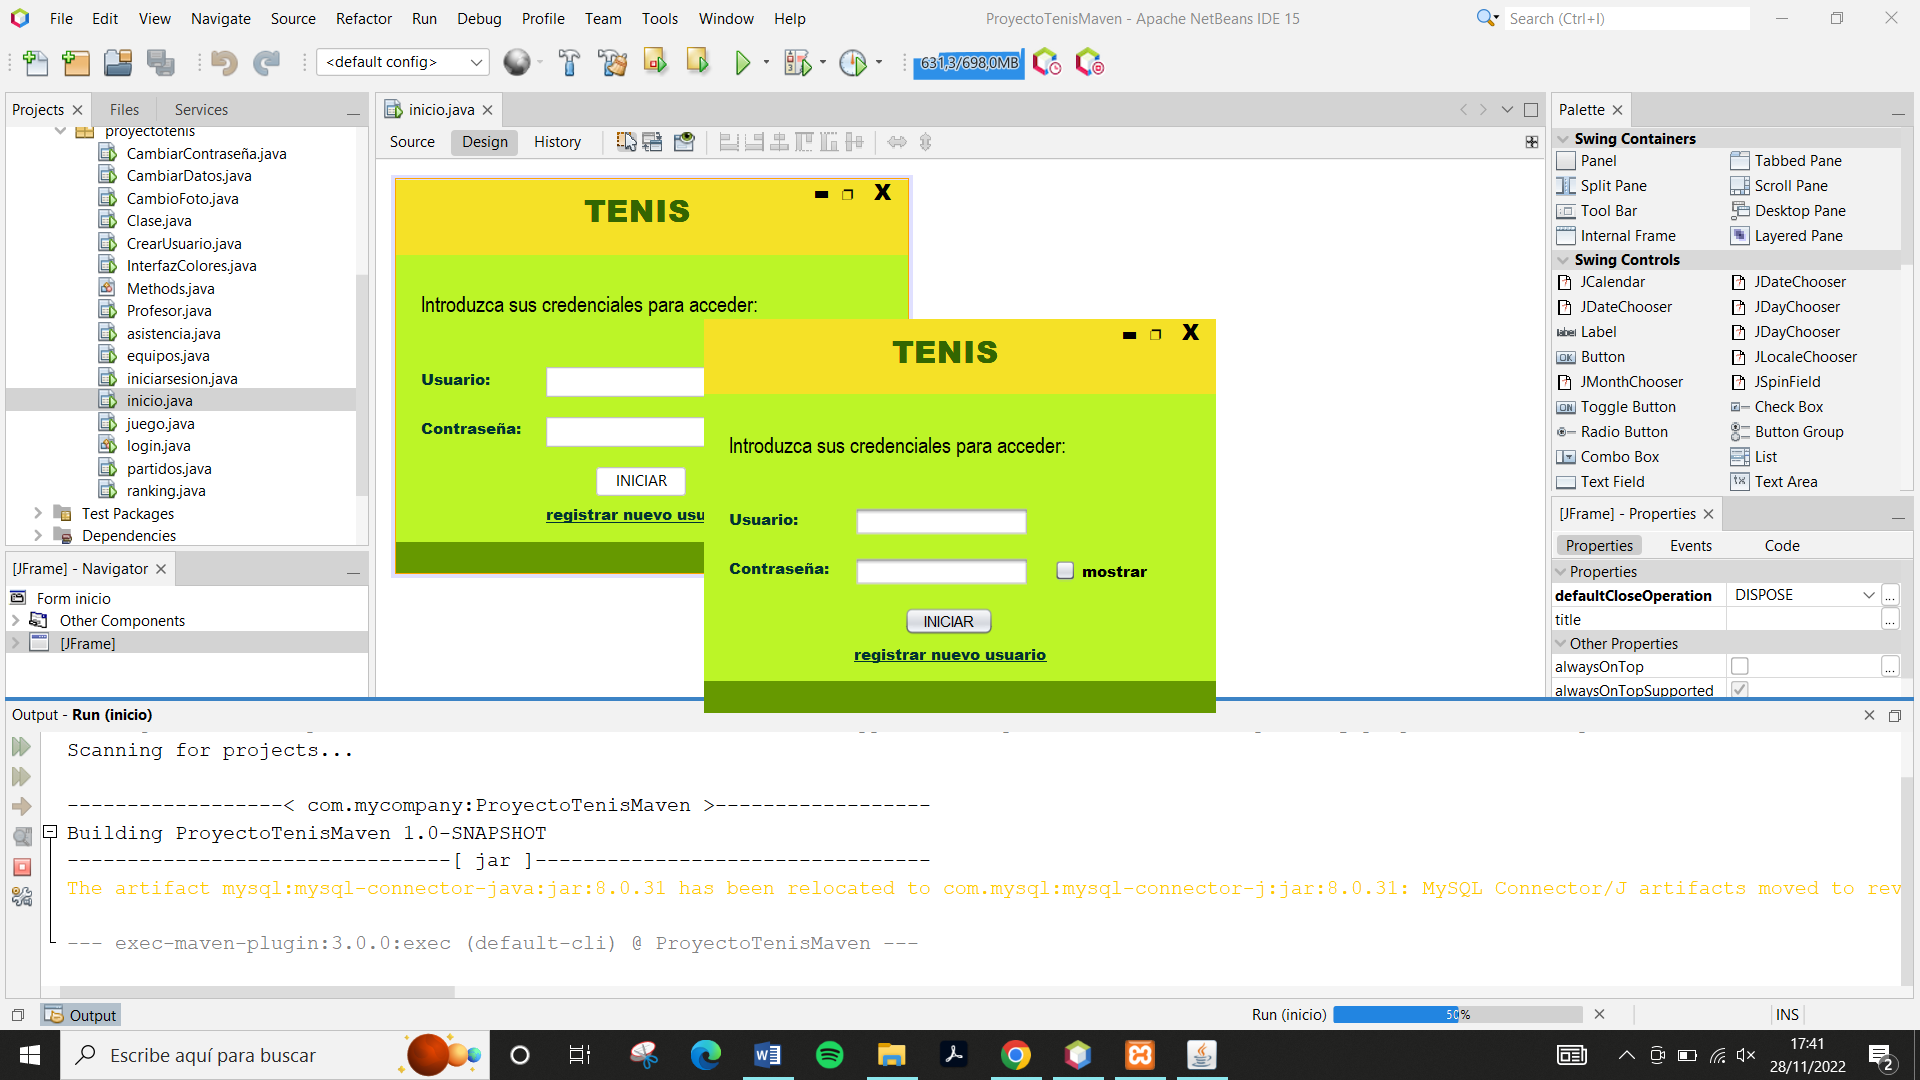 File Edit View Navigate Source Refactor Run Debug Profile Team Tools Window Help
ProyectoTenisMaven - Apache NetBeans IDE 15
Search (Ctrl+I)
<default config>
631,3/698,0MB
Projects Files Services
proyectotenis
CambiarContraseña.java
CambiarDatos.java
CambioFoto.java
Clase.java
CrearUsuario.java
InterfazColores.java
Methods.java
Profesor.java
asistencia.java
equipos.java
iniciarsesion.java
inicio.java
juego.java
login.java
partidos.java
ranking.java
Test Packages
Dependencies
[JFrame] - Navigator
Form inicio
Other Components
[JFrame]
inicio.java
Source Design History
TENIS
X
Introduzca sus credenciales para acceder:
Usuario:
Contraseña:
INICIAR
registrar nuevo usu
TENIS
X
Introduzca sus credenciales para acceder:
Usuario:
Contraseña:
mostrar
INICIAR
registrar nuevo usuario
Palette
Swing Containers
Panel Tabbed Pane
Split Pane Scroll Pane
Tool Bar Desktop Pane
Internal Frame Layered Pane
Swing Controls
JCalendar JDateChooser
JDateChooser JDayChooser
Label JDayChooser
Button JLocaleChooser
JMonthChooser JSpinField
Toggle Button Check Box
Radio Button Button Group
Combo Box List
Text Field Text Area
[JFrame] - Properties
Properties Events Code
Properties
defaultCloseOperation DISPOSE
title
Other Properties
alwaysOnTop
alwaysOnTopSupported
Output - Run (inicio)
Scanning for projects...
------------------< com.mycompany:ProyectoTenisMaven >------------------
Building ProyectoTenisMaven 1.0-SNAPSHOT
--------------------------------[ jar ]---------------------------------
The artifact mysql:mysql-connector-java:jar:8.0.31 has been relocated to com.mysql:mysql-connector-j:jar:8.0.31: MySQL Connector/J artifacts moved to rev
--- exec-maven-plugin:3.0.0:exec (default-cli) @ ProyectoTenisMaven ---
Output
Run (inicio)
50%
INS
Escribe aquí para buscar
17:41
28/11/2022
2